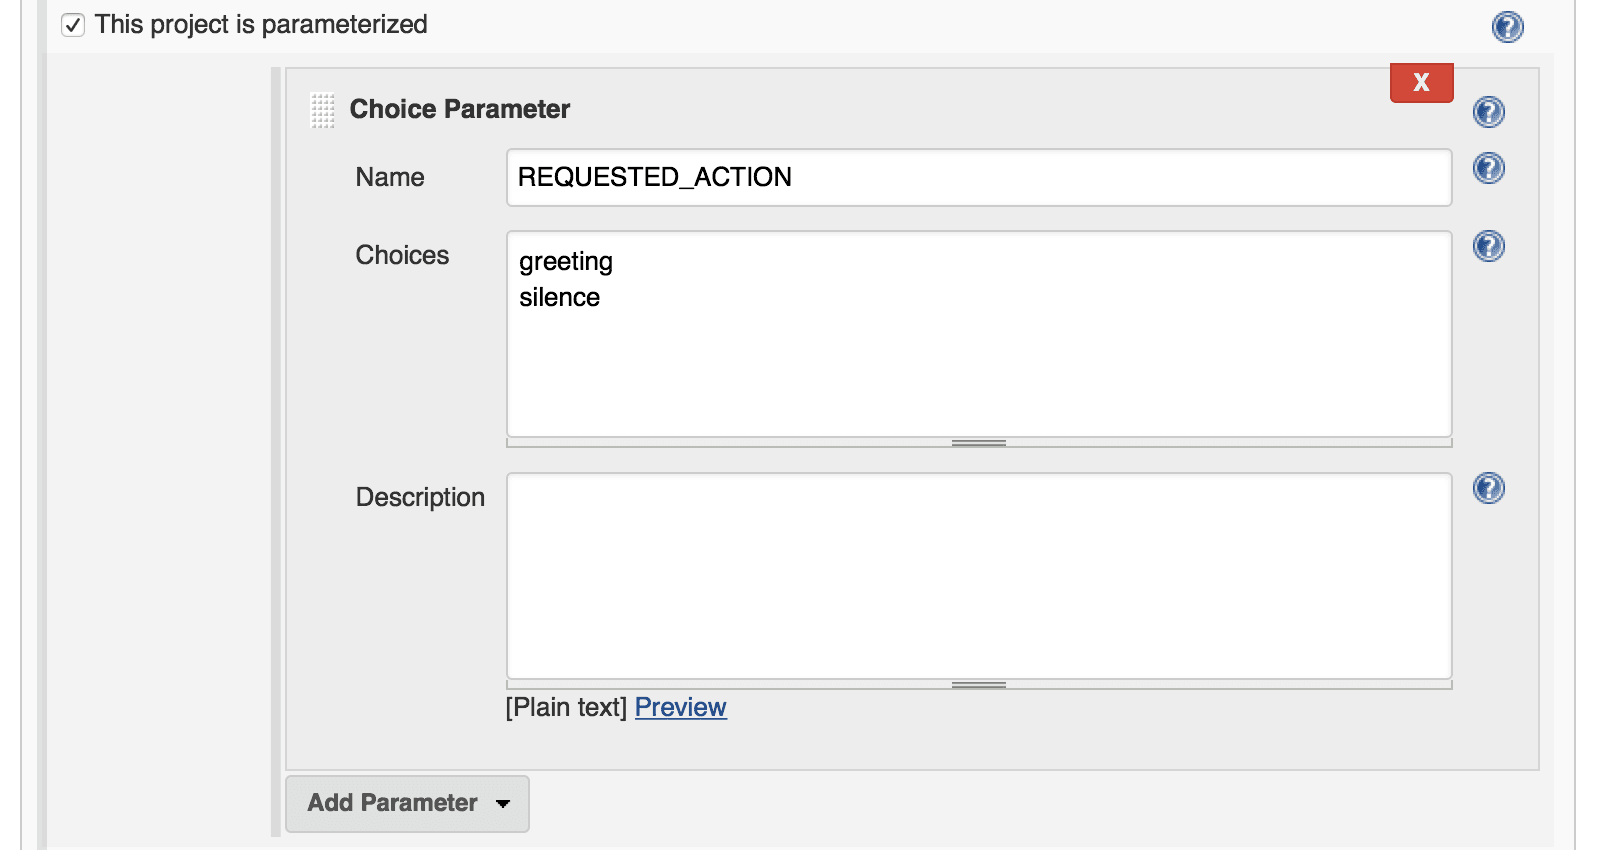 This project is parameterized
?
X
Choice Parameter
?
Name
REQUESTED_ACTION
?
Choices
greeting
silence
?
Description
?
[Plain text] Preview
Add Parameter